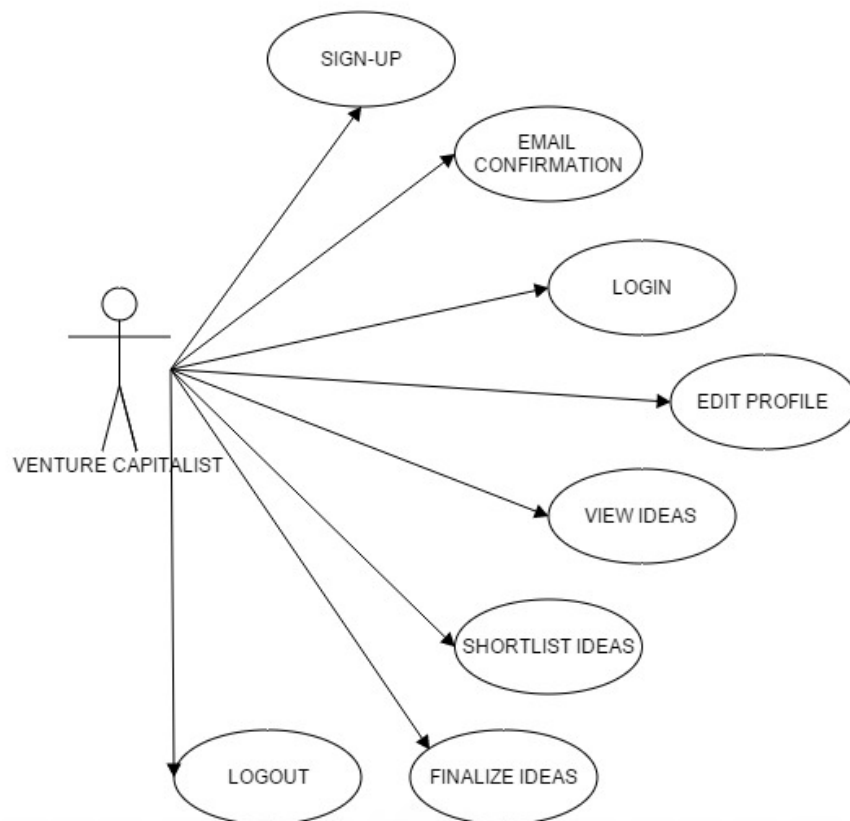 SIGN-UP
EMAIL
CONFIRMATION
LOGIN
EDIT PROFILE
VENTURE CAPITALIST
VIEW IDEAS
SHORTLIST IDEAS
LOGOUT
FINALIZE IDEAS